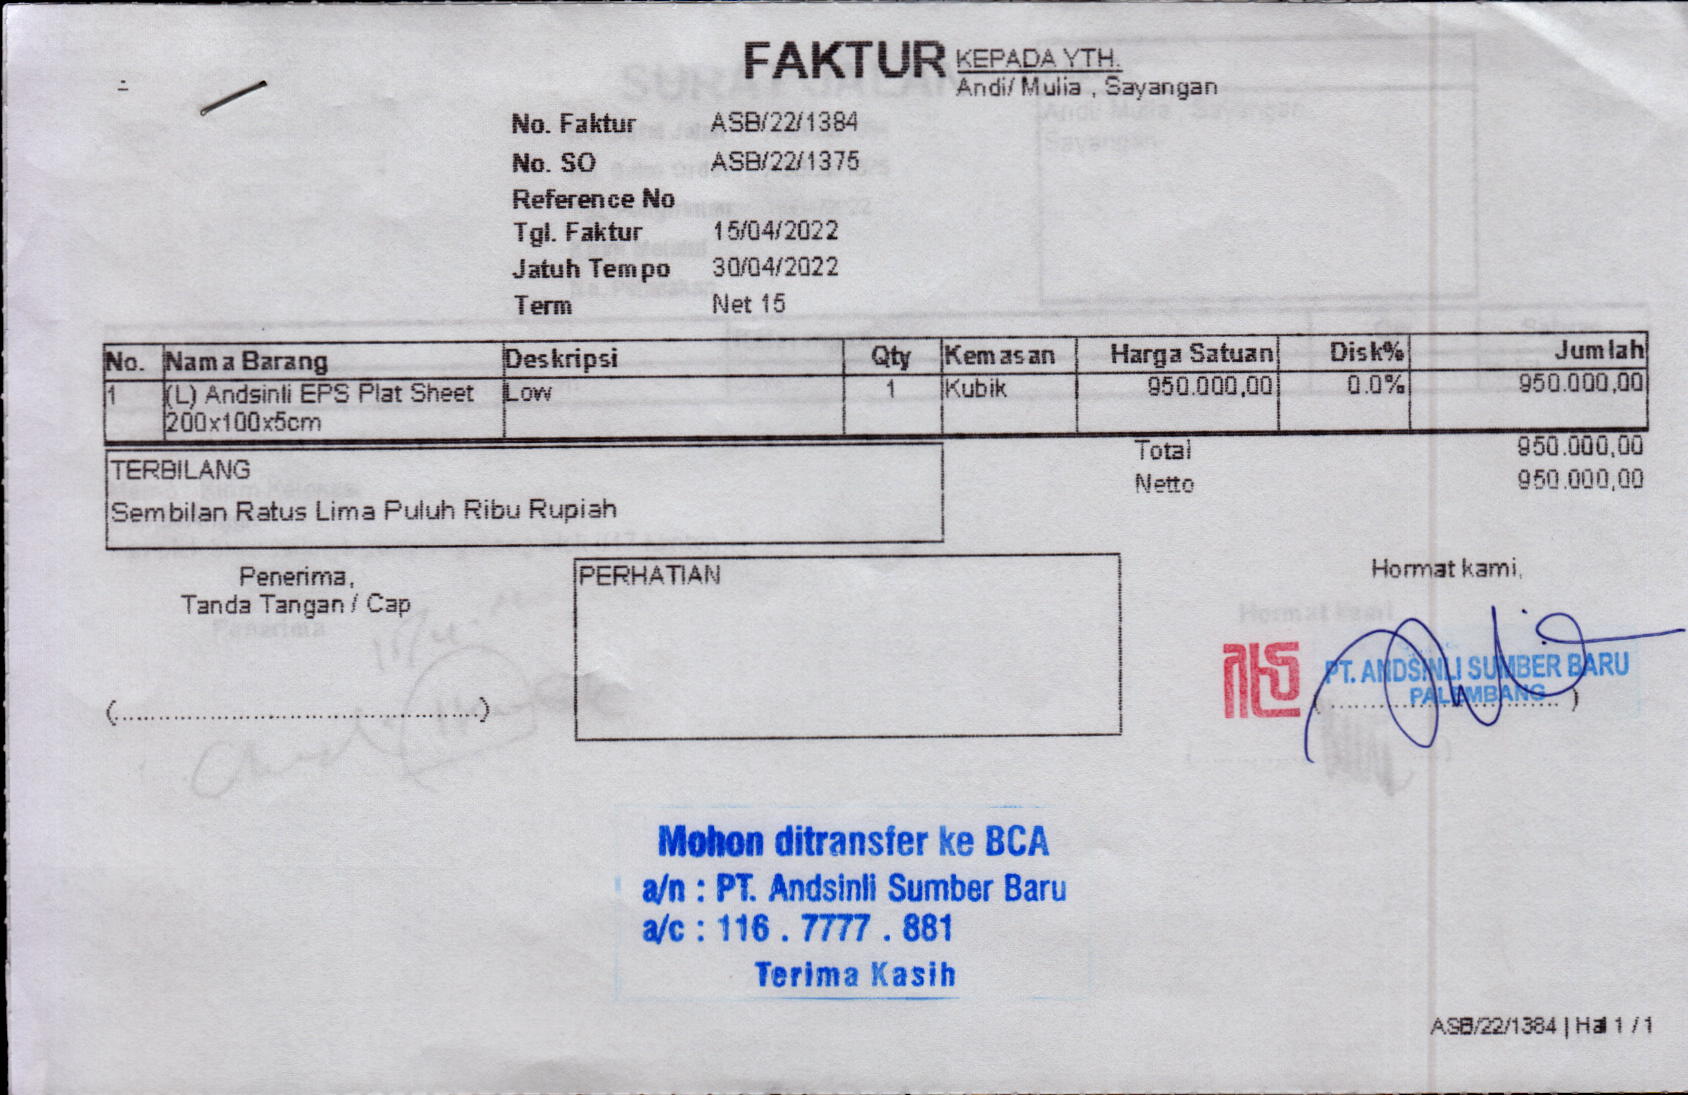 FAKTUR KEPADA YTH.
Andi/ Mulia , Sayangan
No. Faktur ASB/22/1384
No. SO ASB/22/1375
Reference No
Tgl. Faktur 15/04/2022
Jatuh Tempo 30/04/2022
Term Net 15
No. Nama Barang Deskripsi Qty Kemasan Harga Satuan Disk% Jumlah
1 (L) Andsinli EPS Plat Sheet Low 1 Kubik 950.000,00 0.0% 950.000,00
200x100x5cm
Total 950.000,00
TERBILANG
Netto 950.000,00
Sembilan Ratus Lima Puluh Ribu Rupiah
Penerima,
Tanda Tangan / Cap
PERHATIAN
Hormat kami,
PT. ANDSINLI SUMBER BARU
PALEMBANG
Mohon ditransfer ke BCA
a/n : PT. Andsinli Sumber Baru
a/c : 116 . 7777 . 881
Terima Kasih
ASB/22/1384 | Hal 1 / 1